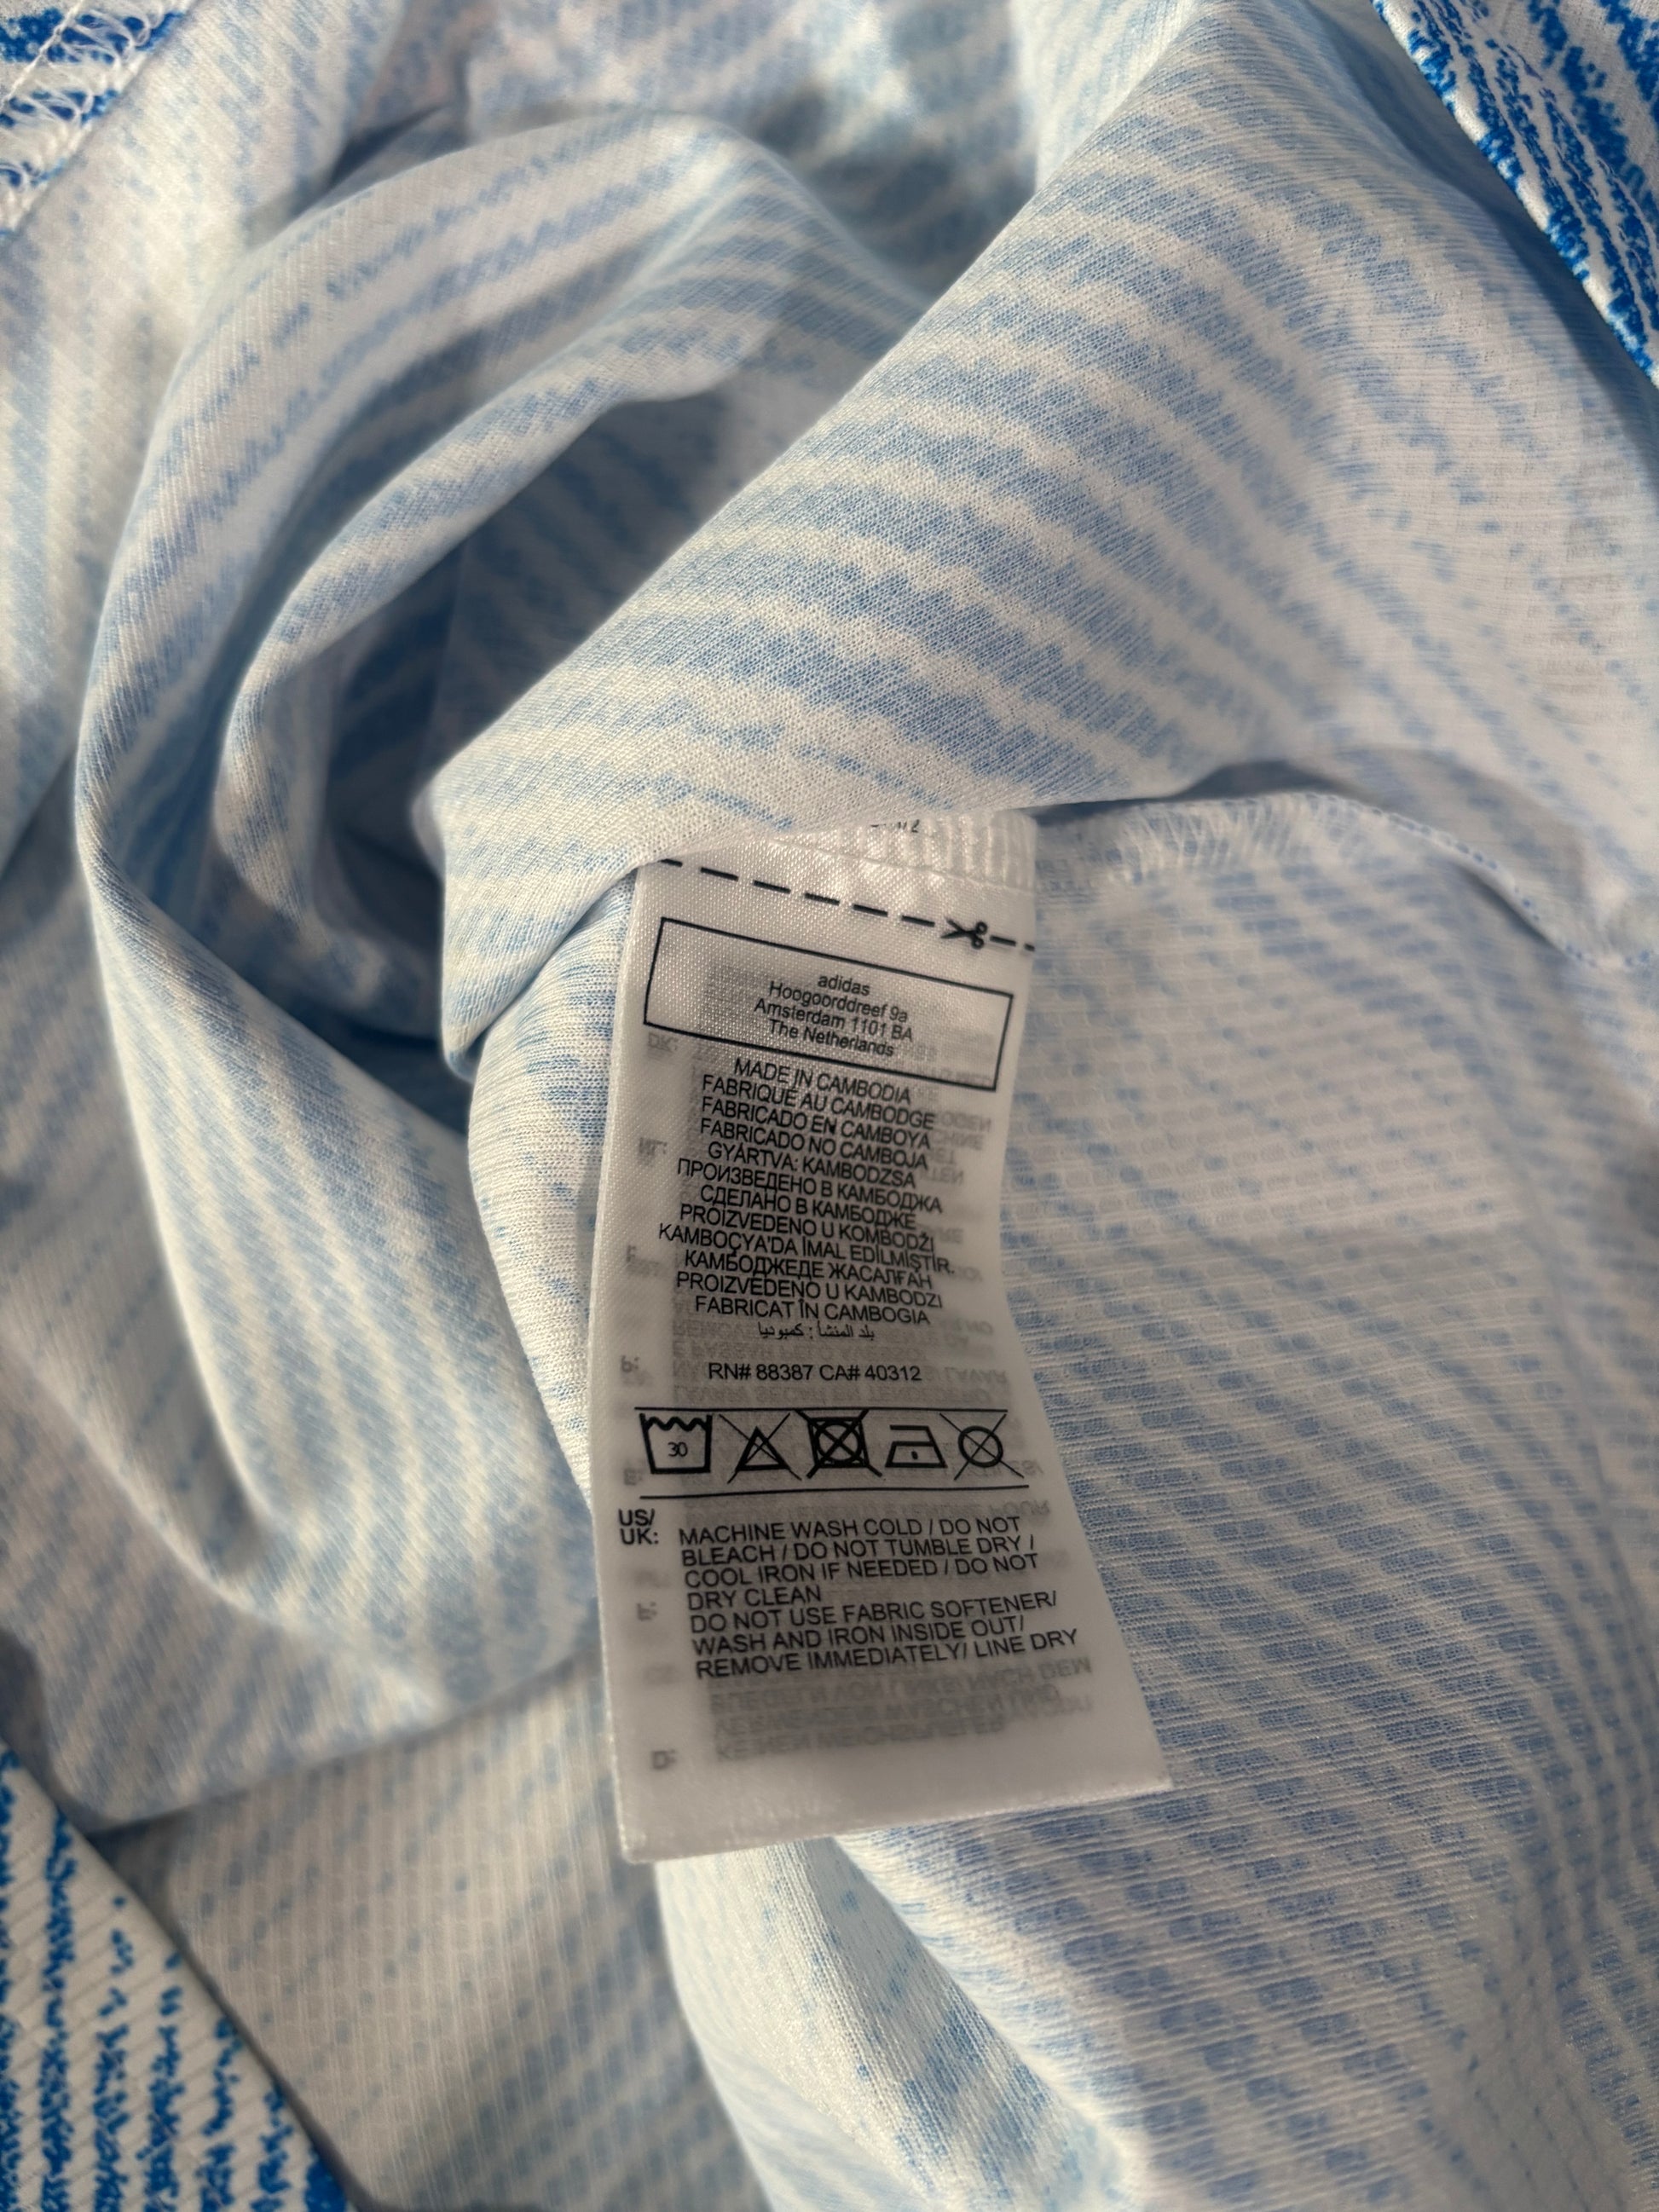 adidas
Hoogoorddreef 9a
Amsterdam 1101 BA
The Netherlands
MADE IN CAMBODIA
FABRIQUÉ AU CAMBODGE
FABRICADO EN CAMBOYA
FABRICADO NO CAMBOJA
GYÁRTVA: KAMBODZSA
ПРОИЗВЕДЕНО В КАМБОДЖА
СДЕЛАНО В КАМБОДЖЕ
PROIZVEDENO U KOMBODŽI
KAMBOÇYA'DA İMAL EDİLMİŞTİR.
КАМБОДЖЕДЕ ЖАСАЛҒАН
PROIZVEDENO U KAMBODZI
FABRICAT ÎN CAMBOGIA
بلد المنشأ : كمبوديا
RN# 88387 CA# 40312
30
US/
UK: MACHINE WASH COLD / DO NOT
BLEACH / DO NOT TUMBLE DRY /
COOL IRON IF NEEDED / DO NOT
DRY CLEAN
DO NOT USE FABRIC SOFTENER/
WASH AND IRON INSIDE OUT/
REMOVE IMMEDIATELY/ LINE DRY